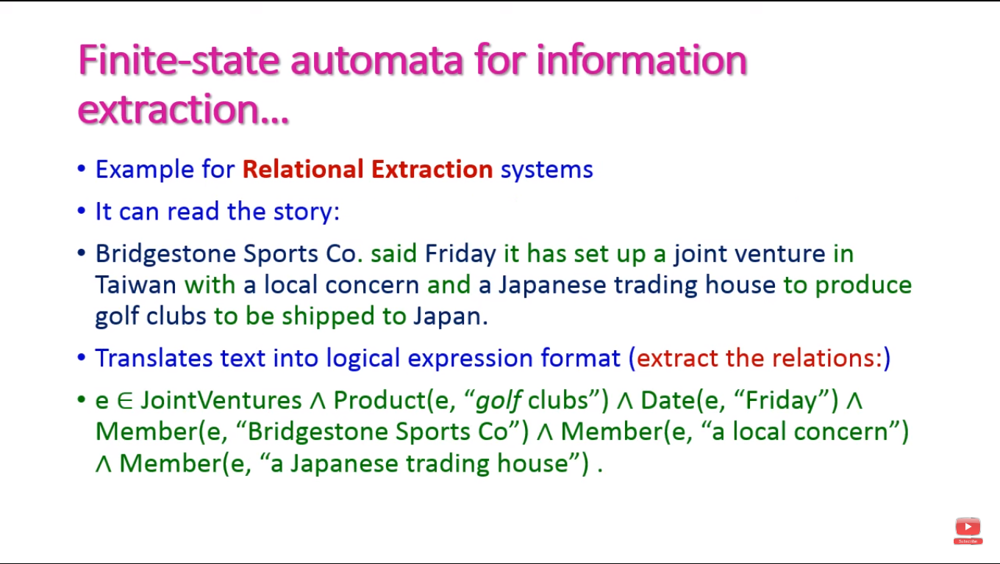 Finite-state automata for information
extraction...
• Example for Relational Extraction systems
• It can read the story:
• Bridgestone Sports Co. said Friday it has set up a joint venture in
Taiwan with a local concern and a Japanese trading house to produce
golf clubs to be shipped to Japan.
• Translates text into logical expression format (extract the relations:)
• e ∈ JointVentures ∧ Product(e, “golf clubs”) ∧ Date(e, “Friday”) ∧
Member(e, “Bridgestone Sports Co”) ∧ Member(e, “a local concern”)
∧ Member(e, “a Japanese trading house”) .
Subscribe